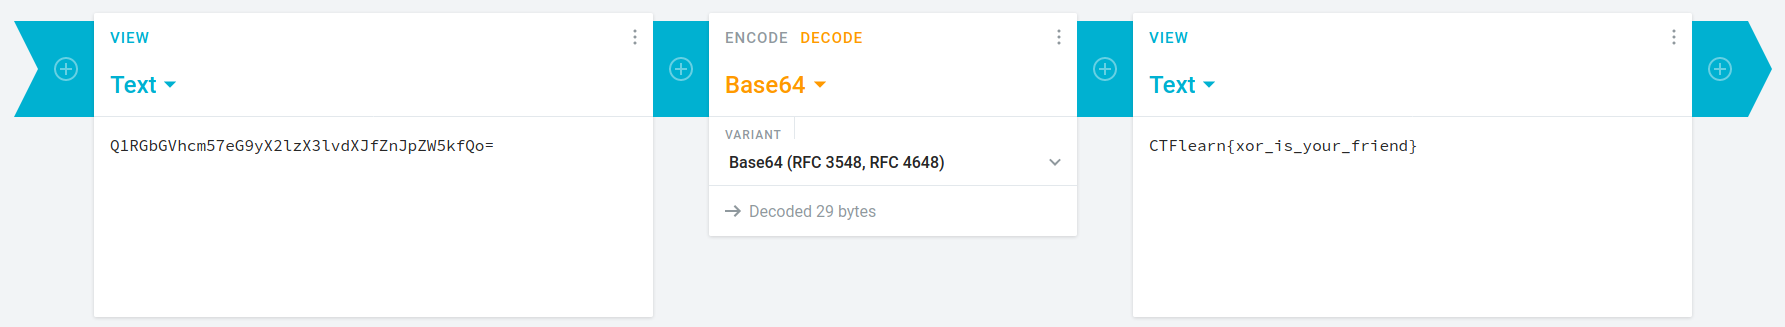 VIEW
Text
Q1RGbGVhcm57eG9yX2lzX3lvdXJfZnJpZW5kfQo=
ENCODE DECODE
Base64
VARIANT
Base64 (RFC 3548, RFC 4648)
Decoded 29 bytes
VIEW
Text
CTFlearn{xor_is_your_friend}